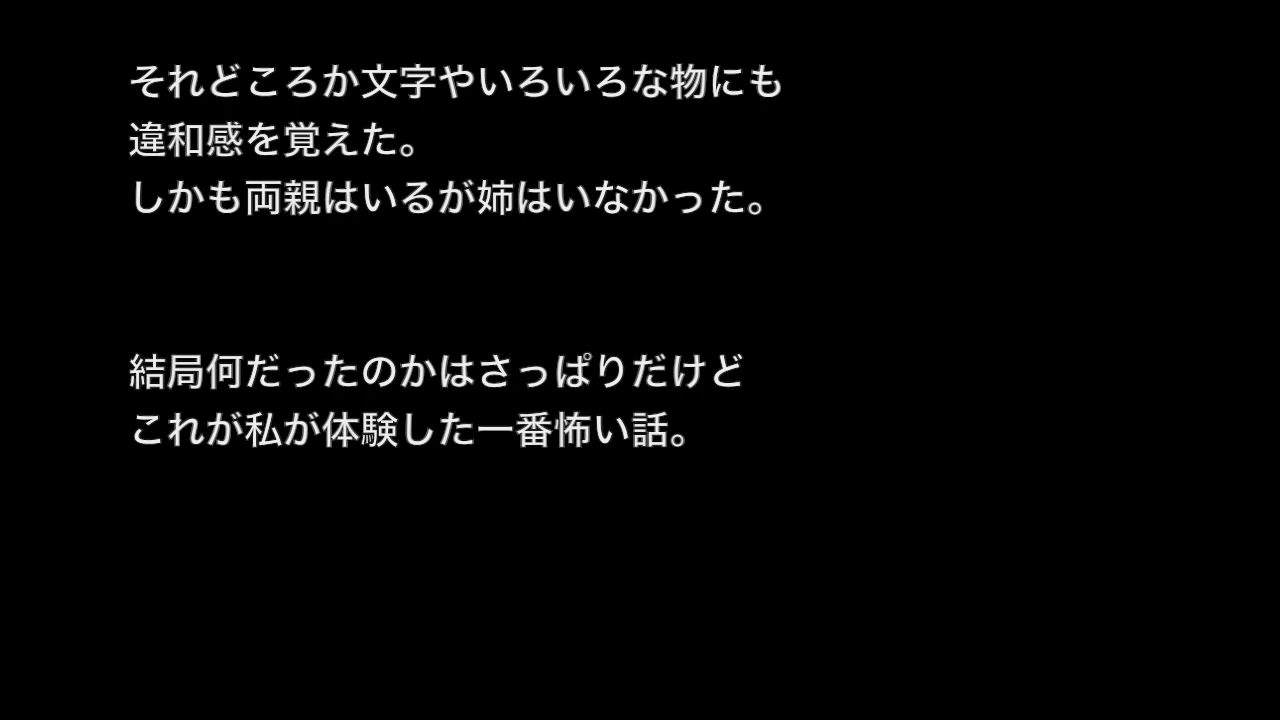 それどころか文字やいろいろな物にも
違和感を覚えた。
しかも両親はいるが姉はいなかった。
結局何だったのかはさっぱりだけど
これが私が体験した一番怖い話。